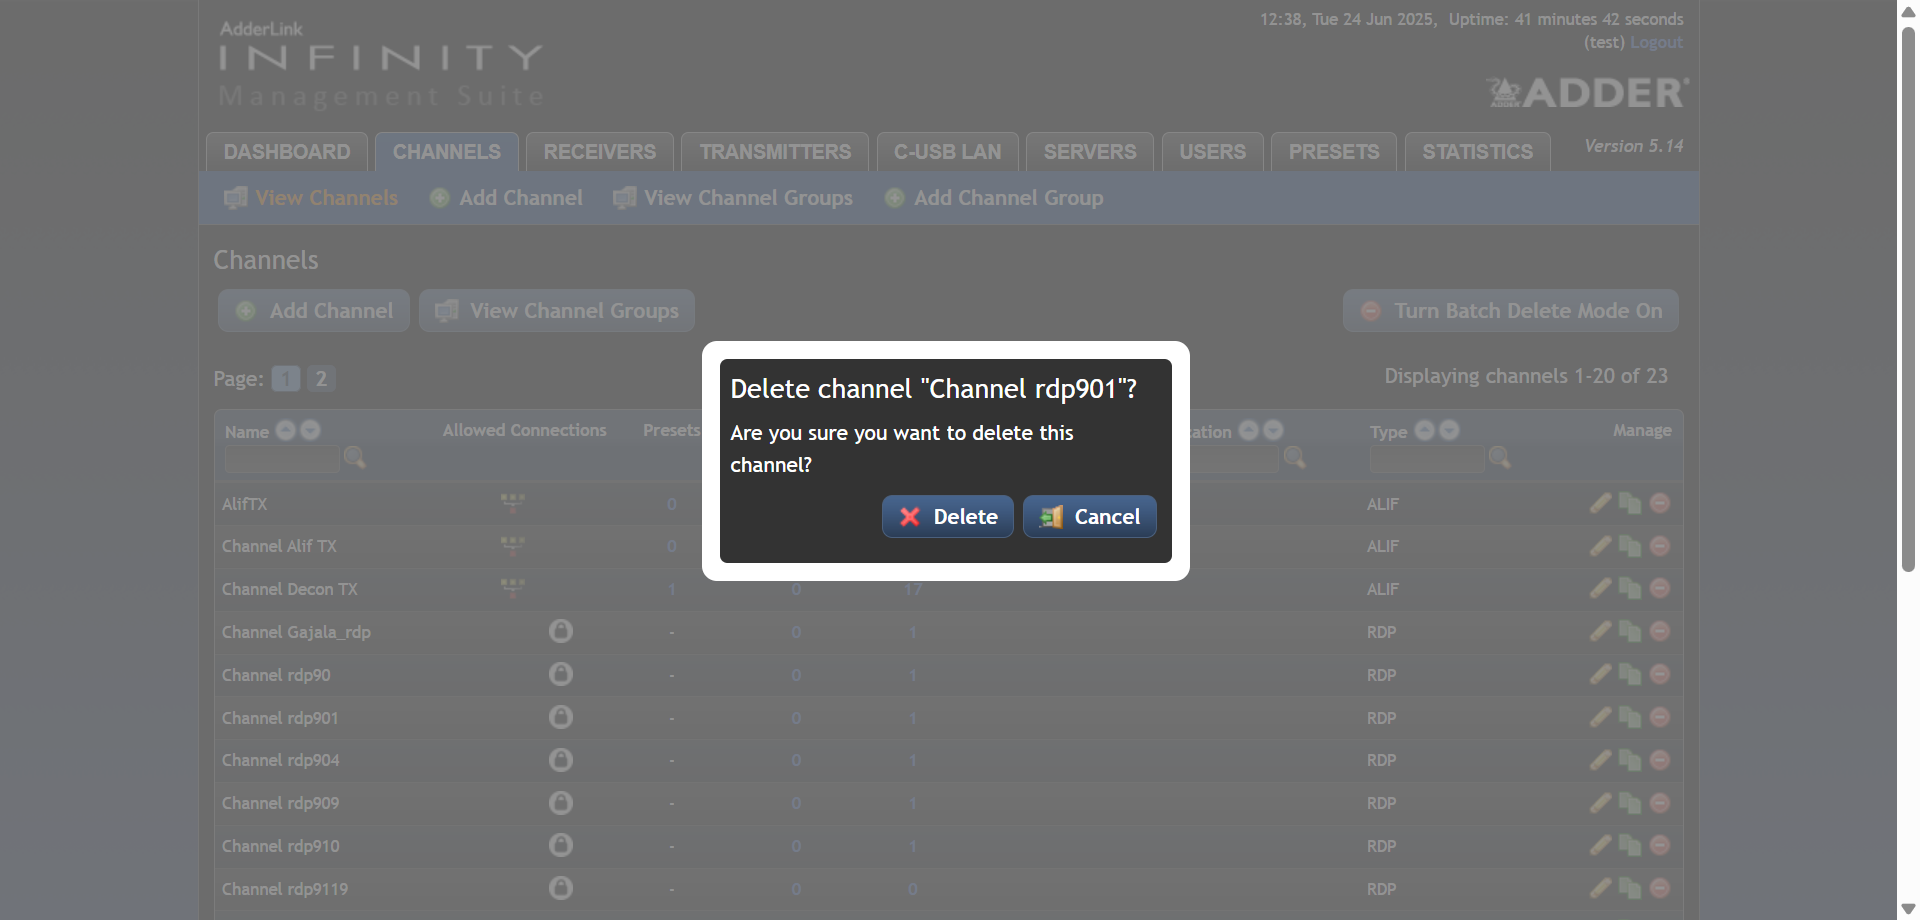 AdderLink
INFINITY
Management Suite
12:38, Tue 24 Jun 2025, Uptime: 41 minutes 42 seconds
(test) Logout
ADDER
ADDER
DASHBOARD CHANNELS RECEIVERS TRANSMITTERS C-USB LAN SERVERS USERS PRESETS STATISTICS Version 5.14
View Channels Add Channel View Channel Groups Add Channel Group
Channels
Add Channel View Channel Groups Turn Batch Delete Mode On
Page: 1 2 Displaying channels 1-20 of 23
Delete channel "Channel rdp901"?
Are you sure you want to delete this
channel?
Delete Cancel
Name Allowed Connections Presets Type Manage
AlifTX 0 ALIF
Channel Alif TX 0 ALIF
Channel Decon TX 1 0 17 ALIF
Channel Gajala_rdp - 0 1 RDP
Channel rdp90 - 0 1 RDP
Channel rdp901 - 0 1 RDP
Channel rdp904 - 0 1 RDP
Channel rdp909 - 0 1 RDP
Channel rdp910 - 0 1 RDP
Channel rdp9119 - 0 0 RDP